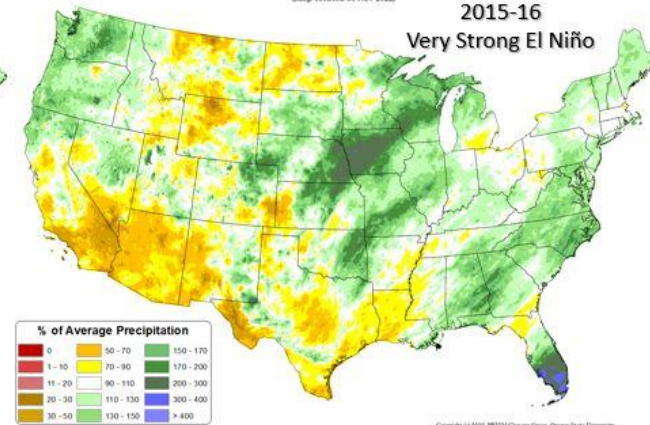 2015-16
Very Strong El Niño
% of Average Precipitation
0
1 - 10
11 - 20
20 - 30
30 - 50
50 - 70
70 - 90
90 - 110
110 - 130
130 - 150
150 - 170
170 - 200
200 - 300
300 - 400
> 400